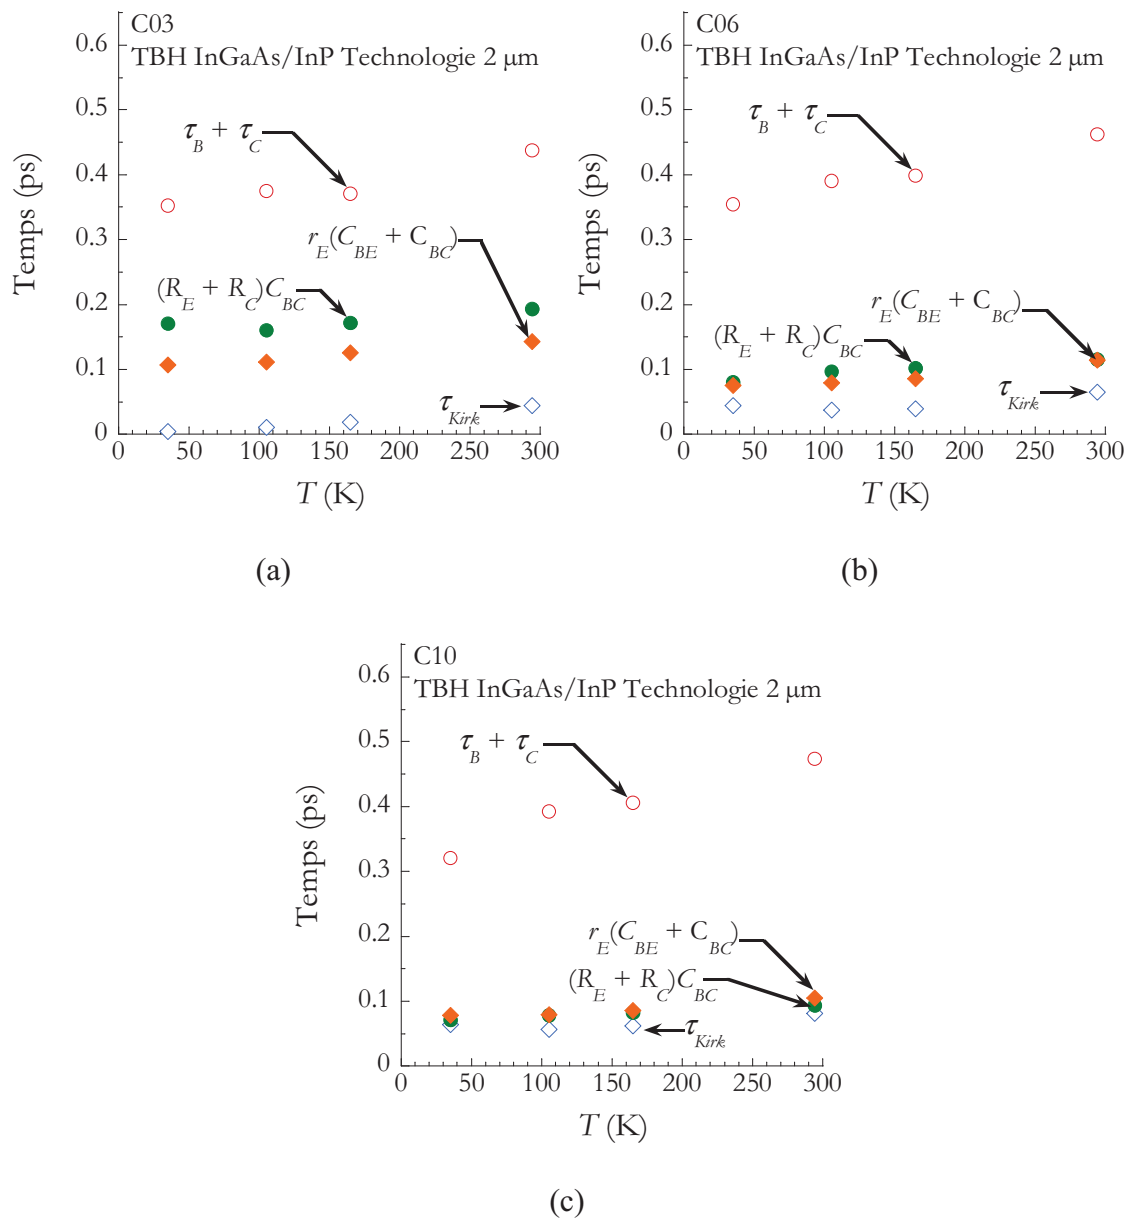 C03
TBH InGaAs/InP Technologie 2 µm
0.6
0.5
0.4
0.3
0.2
0.1
0
Temps (ps)
τB + τC
rE(CBE + CBC)
(RE + RC)CBC
τKirk
0 50 100 150 200 250 300
T (K)
(a)
C06
TBH InGaAs/InP Technologie 2 µm
0.6
0.5
0.4
0.3
0.2
0.1
0
Temps (ps)
τB + τC
rE(CBE + CBC)
(RE + RC)CBC
τKirk
0 50 100 150 200 250 300
T (K)
(b)
C10
TBH InGaAs/InP Technologie 2 µm
0.6
0.5
0.4
0.3
0.2
0.1
0
Temps (ps)
τB + τC
rE(CBE + CBC)
(RE + RC)CBC
τKirk
0 50 100 150 200 250 300
T (K)
(c)